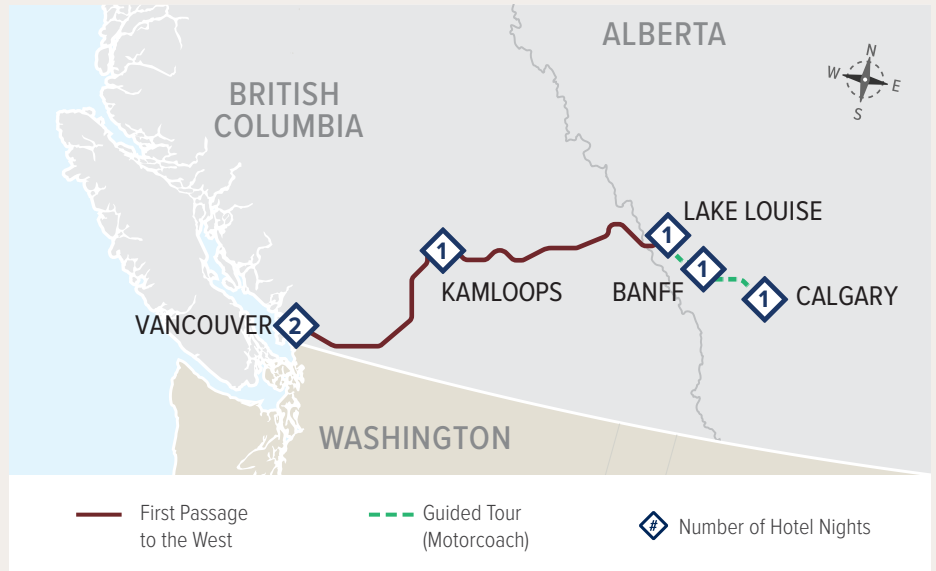 ALBERTA
N
W
E
S
BRITISH
COLUMBIA
LAKE LOUISE
1
1
1
KAMLOOPS
BANFF
1
CALGARY
VANCOUVER
2
WASHINGTON
First Passage
to the West
Guided Tour
(Motorcoach)
#
Number of Hotel Nights